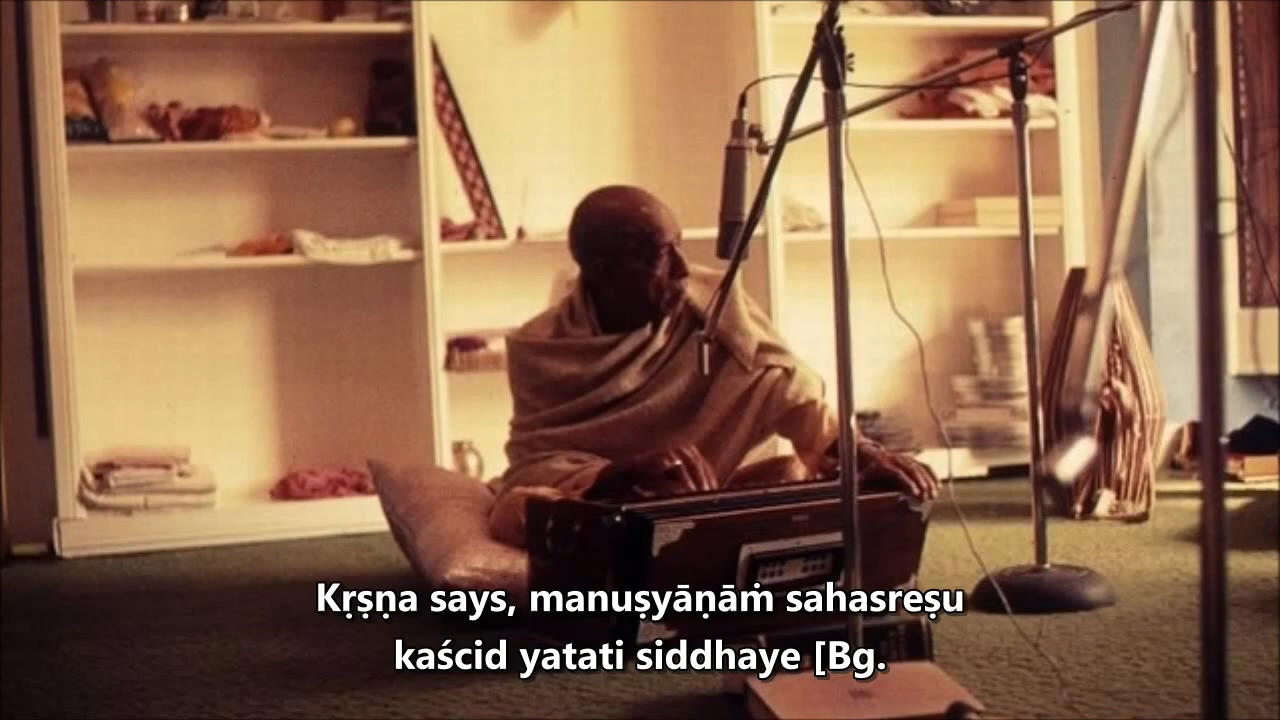 Kṛṣṇa says, manuṣyāṇāṁ sahasreṣu
kaścid yatati siddhaye [Bg.